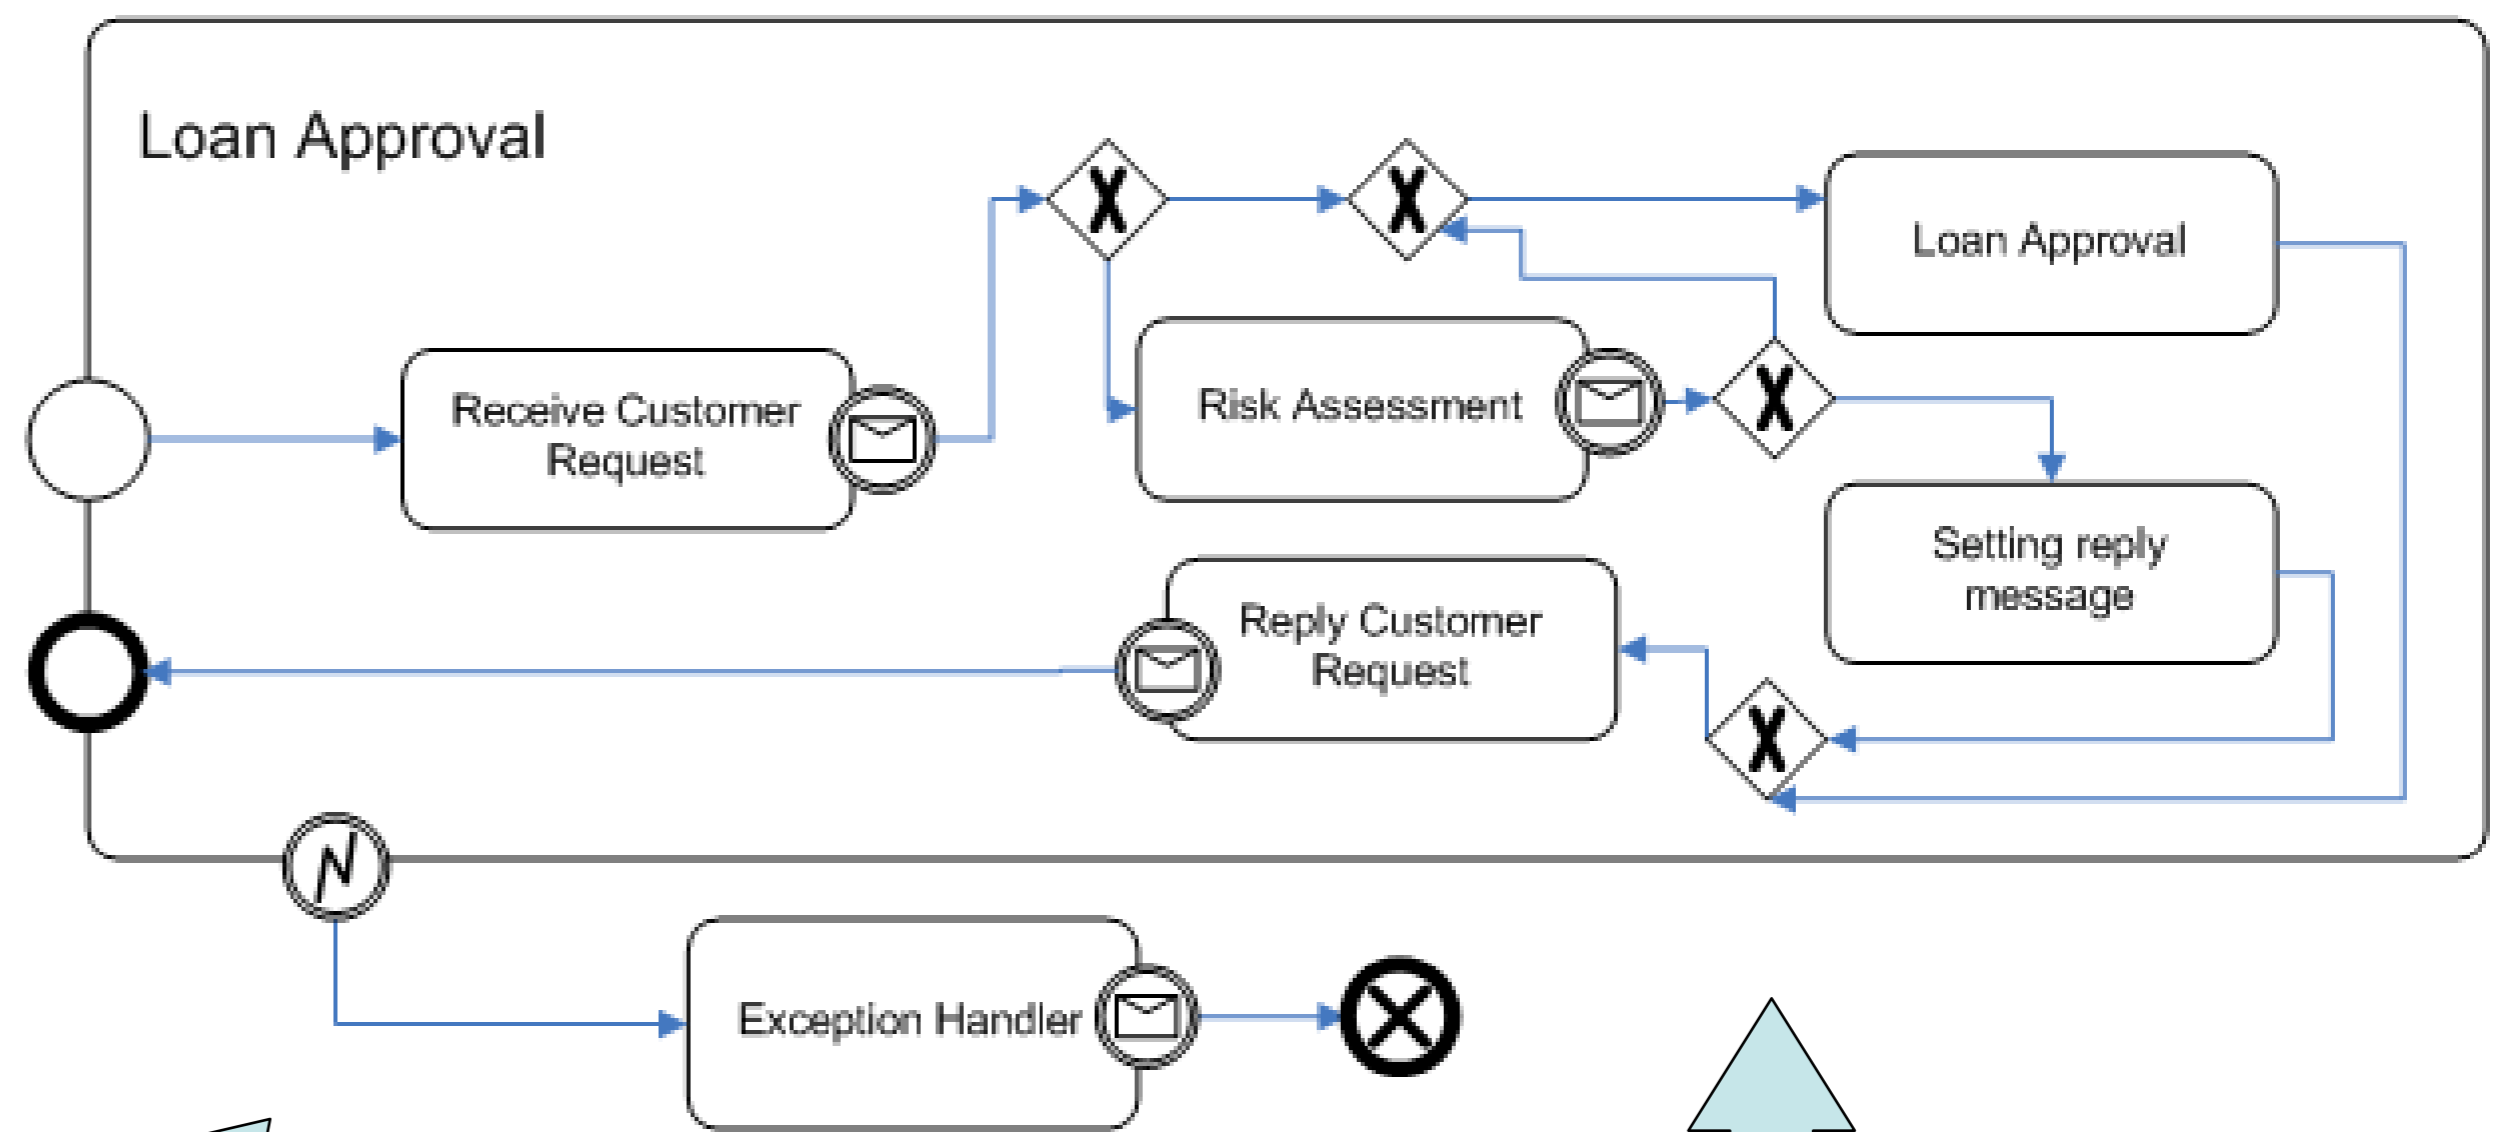 Loan Approval
Loan Approval
Receive Customer
Request
Risk Assessment
Setting reply
message
Reply Customer
Request
Exception Handler